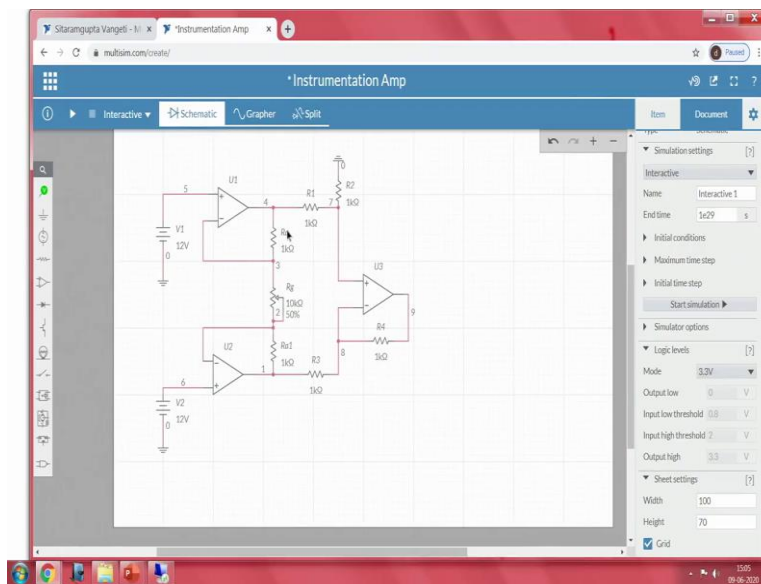 Sitaramgupta Vangeti - M x
*Instrumentation Amp x
multisim.com/create/
Paused
*Instrumentation Amp
Interactive
Schematic
Grapher
Split
Item
Document
Simulation settings [?]
Interactive
Name Interactive 1
End time 1e29 s
Initial conditions
Maximum time step
Initial time step
Start simulation
Simulator options
Logic levels [?]
Mode 3.3V
Output low 0 V
Input low threshold 0.8 V
Input high threshold 2 V
Output high 3.3 V
Sheet settings [?]
Width 100
Height 70
Grid
0
U1
5
4
R1
1kΩ
7
R2
1kΩ
V1
12V
0
1kΩ
3
Rg
10kΩ
50%
2
U3
9
U2
Ra1
1kΩ
1
R3
1kΩ
8
R4
1kΩ
6
V2
12V
0
15:05
09-06-2020